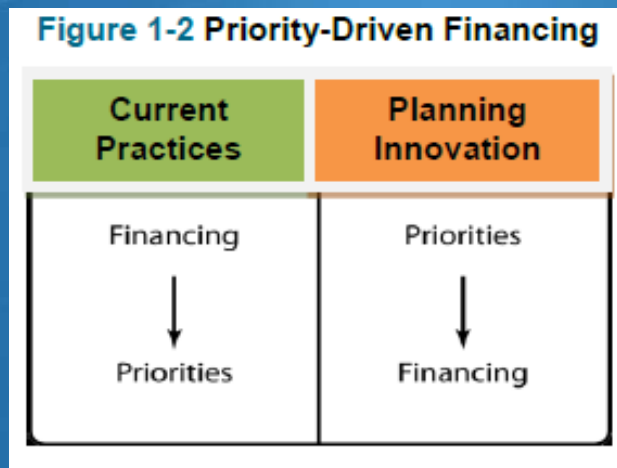 Figure 1-2 Priority-Driven Financing
Current
Practices
Planning
Innovation
Financing
Priorities
Priorities
Financing